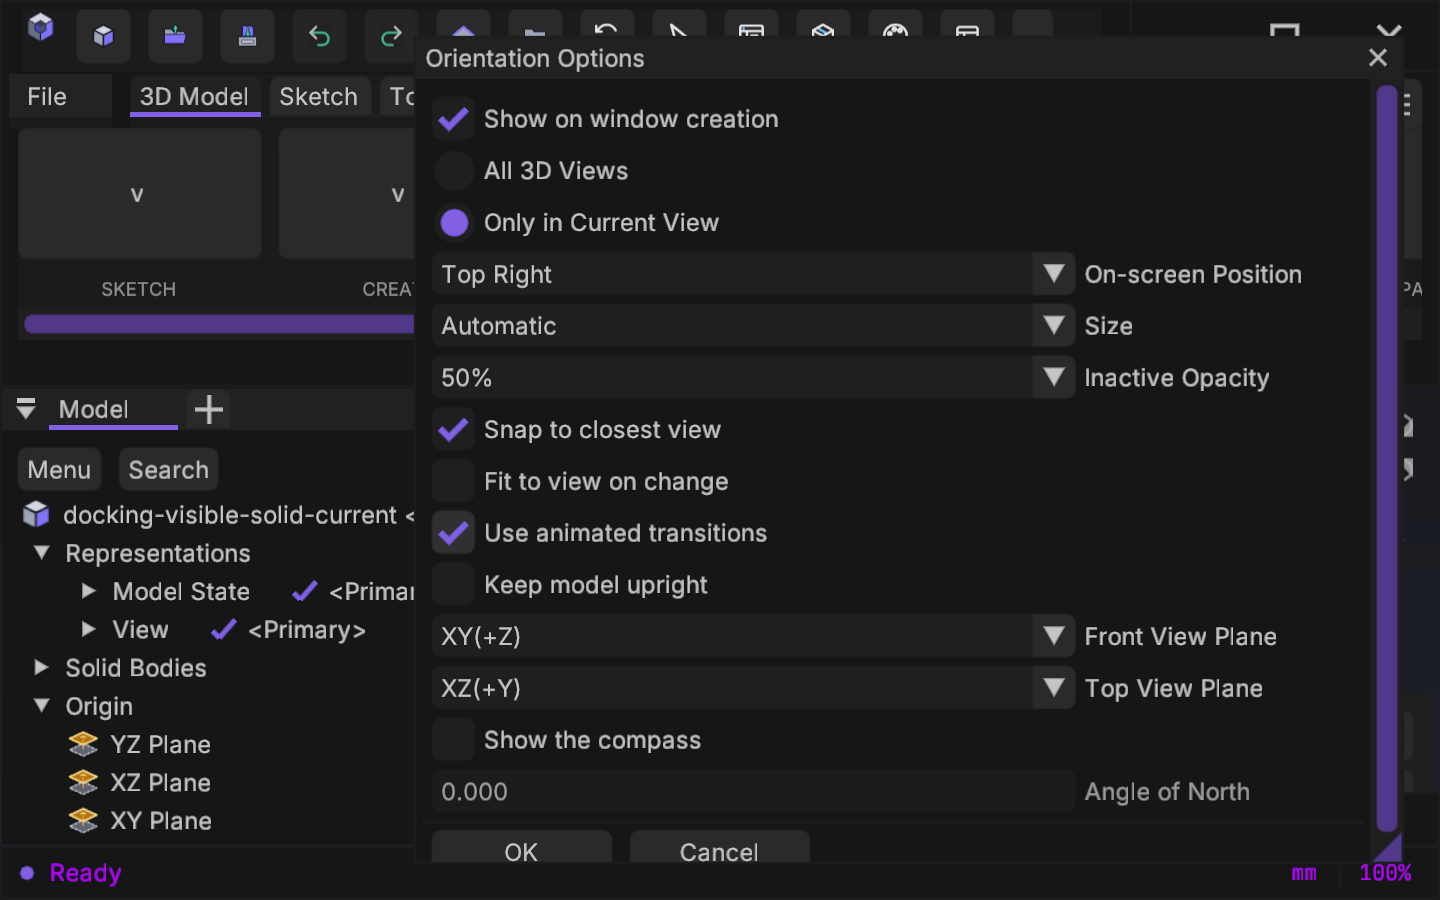 Orientation Options
File
3D Model
Sketch
v
v
SKETCH
Show on window creation
All 3D Views
Only in Current View
Top Right
On-screen Position
Automatic
Size
50%
Inactive Opacity
Snap to closest view
Fit to view on change
Use animated transitions
Keep model upright
XY(+Z)
Front View Plane
XZ(+Y)
Top View Plane
Show the compass
0.000
Angle of North
OK
Cancel
Model
Menu
Search
docking-visible-solid-current <
Representations
Model State
View
<Primary>
Solid Bodies
Origin
YZ Plane
XZ Plane
XY Plane
Ready
mm
100%